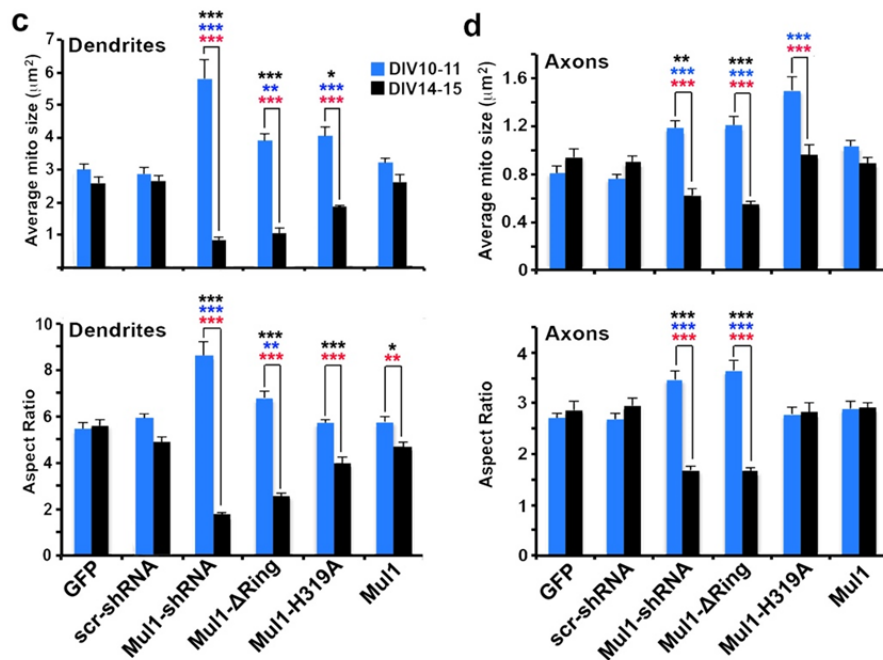 c
Dendrites
Average mito size (μm²)
7
6
5
4
3
2
1
***
***
***
***
**
***
*
***
***
DIV10-11
DIV14-15
Dendrites
Aspect Ratio
10
8
6
4
2
0
***
***
***
***
**
***
***
***
*
**
GFP
scr-shRNA
Mul1-shRNA
Mul1-ΔRing
Mul1-H319A
Mul1
d
Axons
Average mito size (μm²)
1.6
1.2
0.8
0.4
0
**
***
***
***
***
***
***
***
Axons
Aspect Ratio
4
3
2
1
0
***
***
***
***
***
***
GFP
scr-shRNA
Mul1-shRNA
Mul1-ΔRing
Mul1-H319A
Mul1